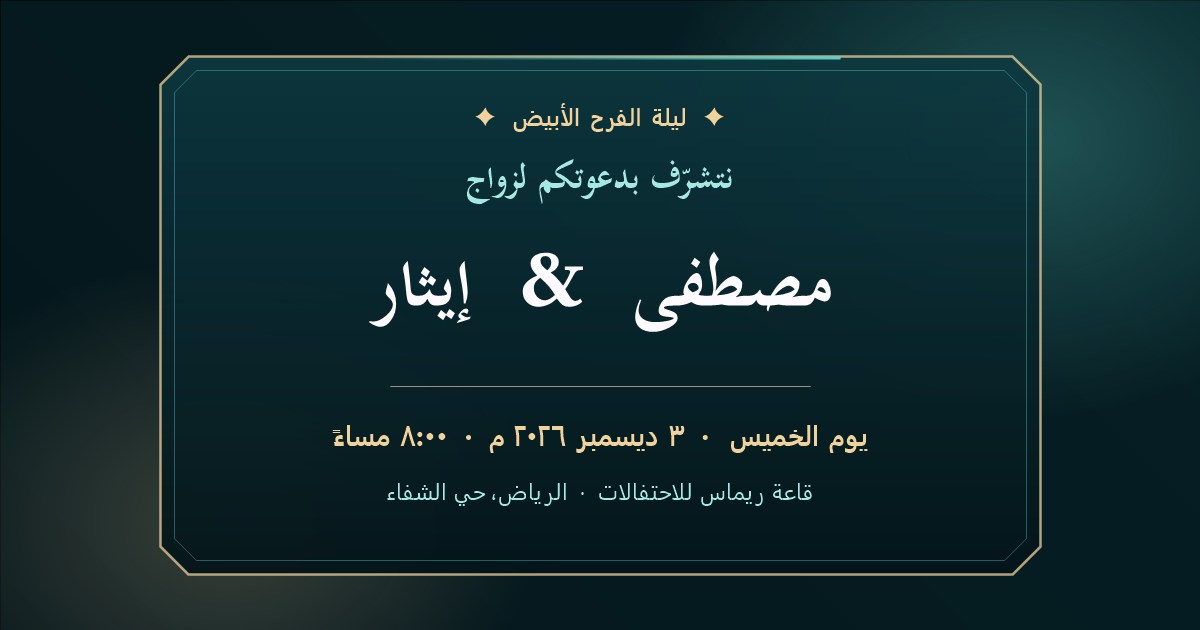 ✦ ليلة الفرح الأبيض ✦
نتشرّف بدعوتكم لزواج
مصطفى & إيثار
يوم الخميس · ٣ ديسمبر ٢٠٢٦ م · ٨:٠٠ مساءً
قاعة ريماس للاحتفالات · الرياض، حي الشفاء